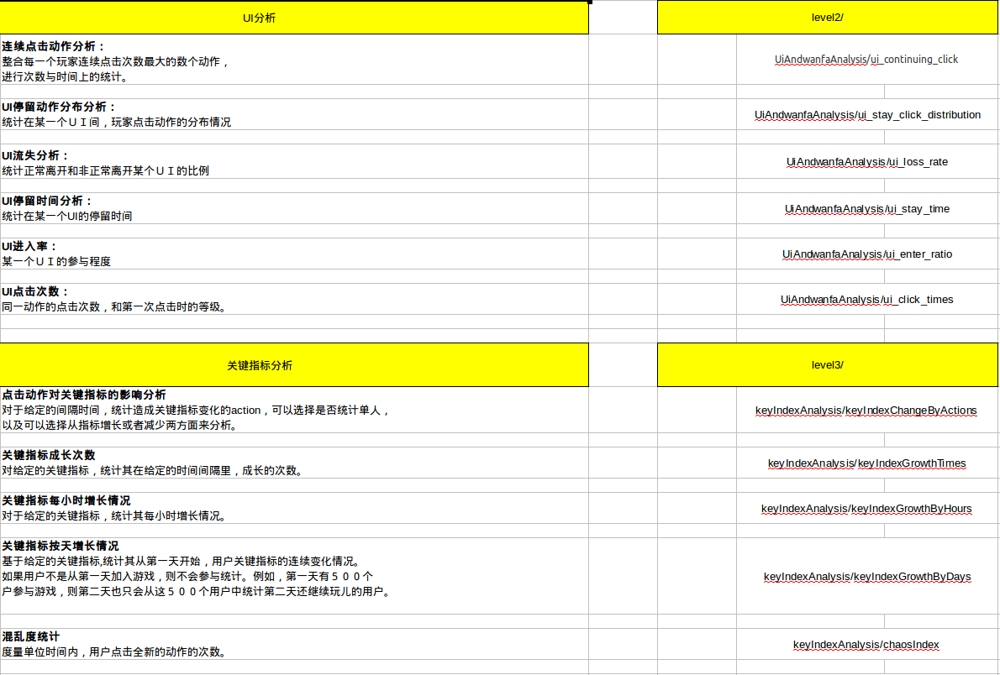 UI分析
level2/
连续点击动作分析：
整合每一个玩家连续点击次数最大的数个动作，
进行次数与时间上的统计。
UiAndwanfaAnalysis/ui_continuing_click
UI停留动作分布分析：
统计在某一个ＵＩ间，玩家点击动作的分布情况
UiAndwanfaAnalysis/ui_stay_click_distribution
UI流失分析：
统计正常离开和非正常离开某个ＵＩ的比例
UiAndwanfaAnalysis/ui_loss_rate
UI停留时间分析：
统计在某一个UI的停留时间
UiAndwanfaAnalysis/ui_stay_time
UI进入率：
某一个ＵＩ的参与程度
UiAndwanfaAnalysis/ui_enter_ratio
UI点击次数：
同一动作的点击次数，和第一次点击时的等级。
UiAndwanfaAnalysis/ui_click_times
关键指标分析
level3/
点击动作对关键指标的影响分析
对于给定的间隔时间，统计造成关键指标变化的action，可以选择是否统计单人，
以及可以选择从指标增长或者减少两方面来分析。
keyIndexAnalysis/keyIndexChangeByActions
关键指标成长次数
对给定的关键指标，统计其在给定的时间间隔里，成长的次数。
keyIndexAnalysis/keyIndexGrowthTimes
关键指标每小时增长情况
对于给定的关键指标，统计其每小时增长情况。
keyIndexAnalysis/keyIndexGrowthByHours
关键指标按天增长情况
基于给定的关键指标,统计其从第一天开始，用户关键指标的连续变化情况。
如果用户不是从第一天加入游戏，则不会参与统计。例如，第一天有５００个
户参与游戏，则第二天也只会从这５００个用户中统计第二天还继续玩儿的用户。
keyIndexAnalysis/keyIndexGrowthByDays
混乱度统计
度量单位时间内，用户点击全新的动作的次数。
keyIndexAnalysis/chaosIndex